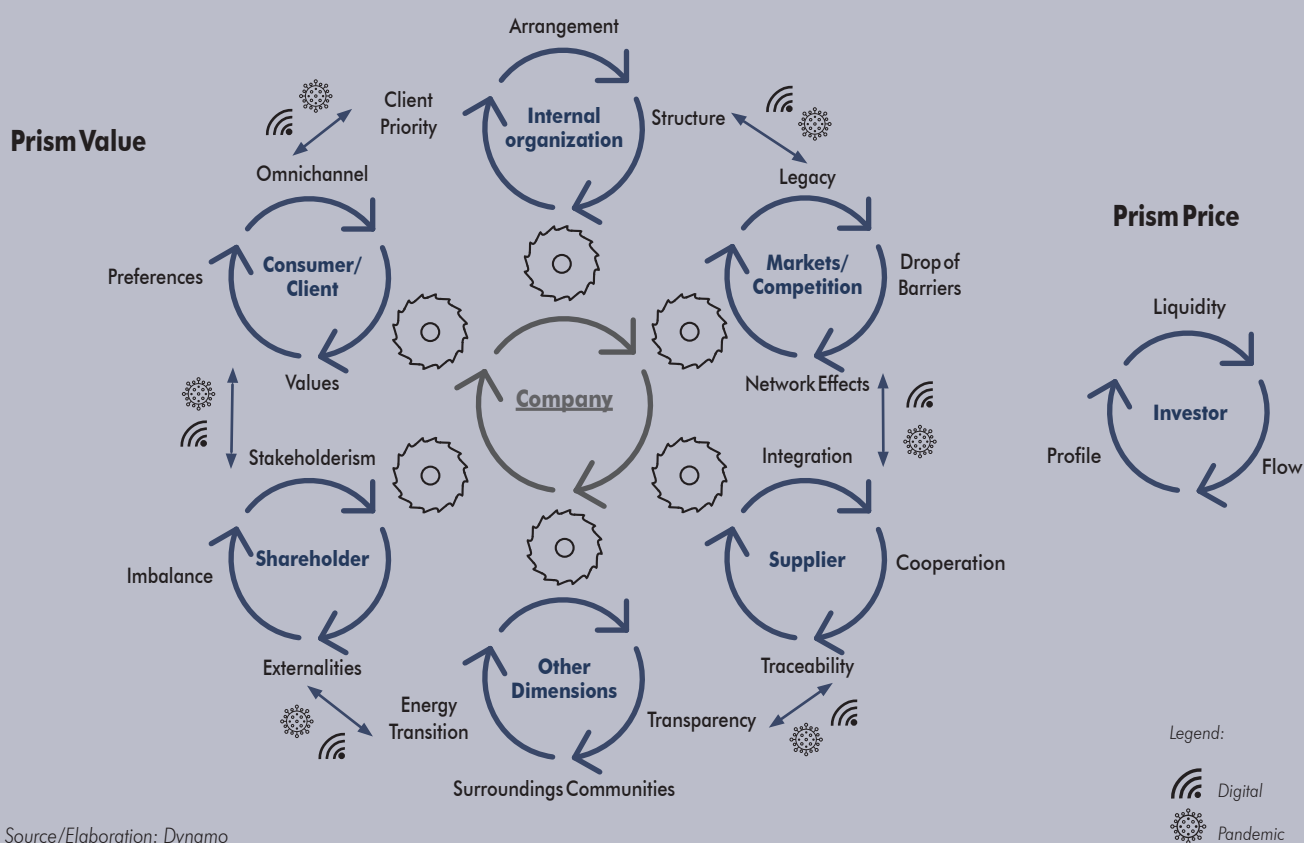 Arrangement
Client
Priority
Internal
organization
Structure
Prism Value
Omnichannel
Legacy
Prism Price
Preferences
Consumer/
Client
Markets/
Competition
Drop of
Barriers
Liquidity
Values
Company
Network Effects
Investor
Profile
Flow
Stakeholderism
Integration
Imbalance
Shareholder
Supplier
Cooperation
Externalities
Other
Dimensions
Traceability
Energy
Transition
Transparency
Surroundings Communities
Legend:
Digital
Pandemic
Source/Elaboration: Dynamo